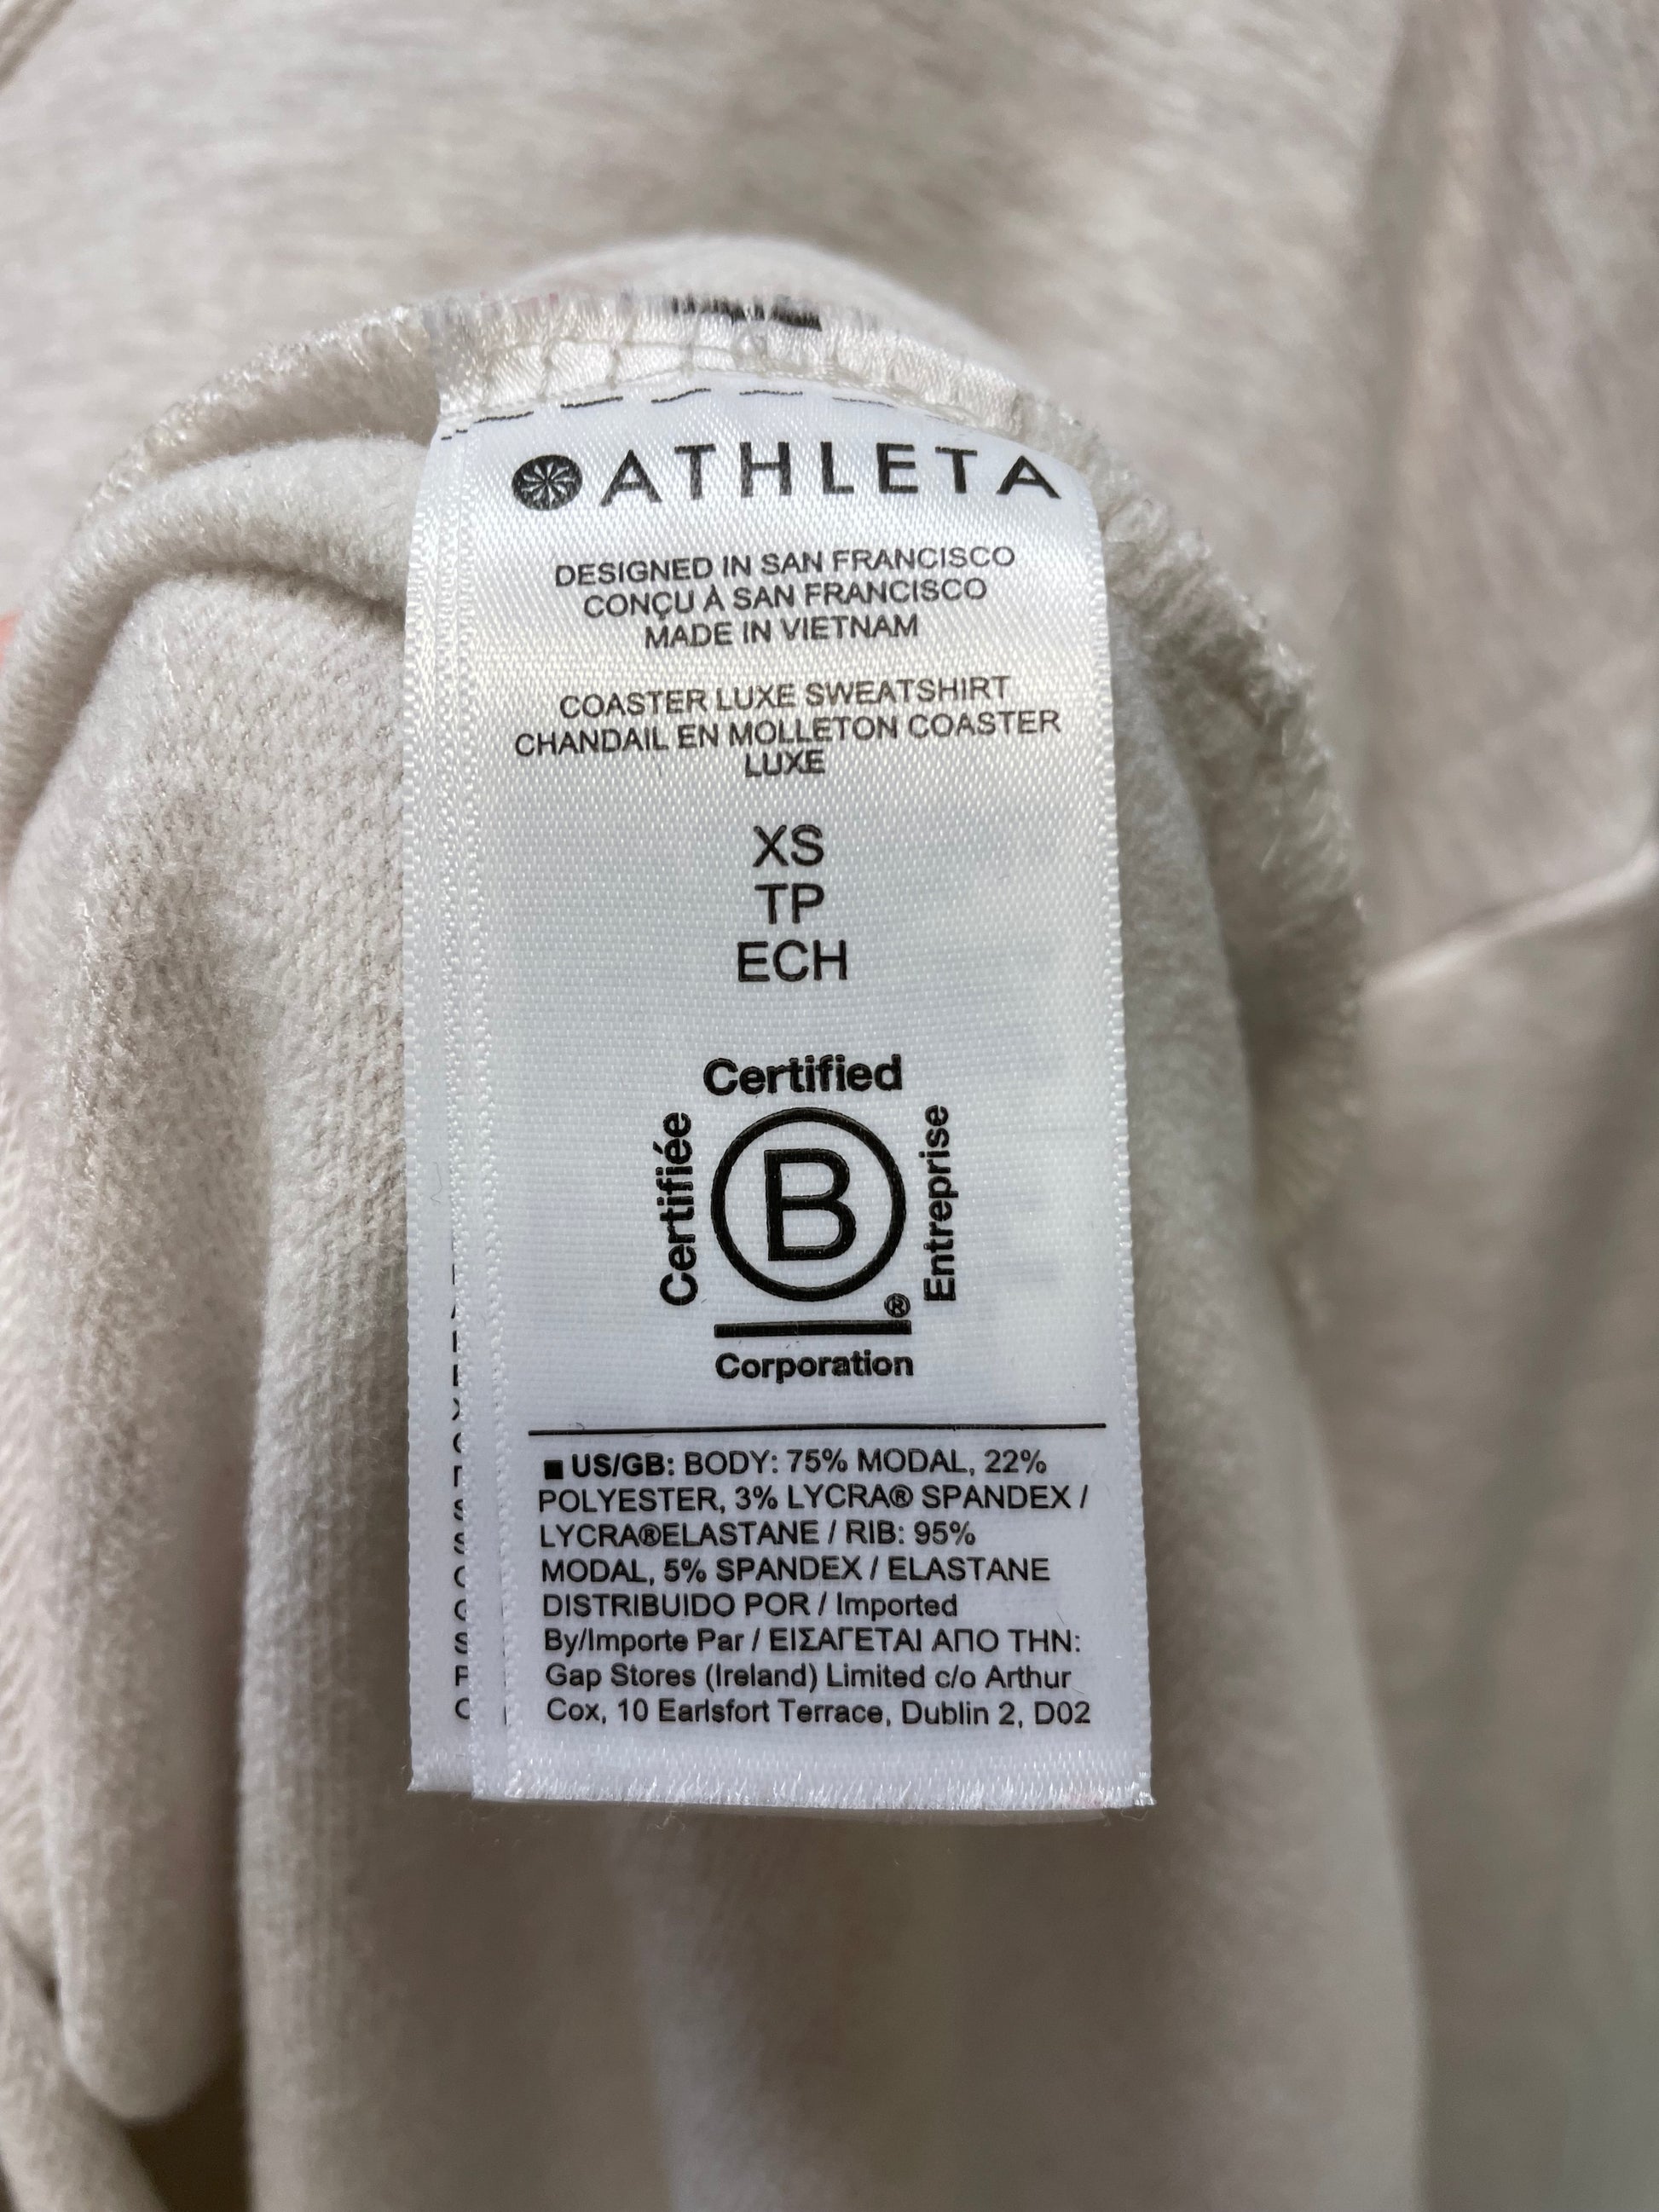 ATHLETA
DESIGNED IN SAN FRANCISCO
CONÇU À SAN FRANCISCO
MADE IN VIETNAM
COASTER LUXE SWEATSHIRT
CHANDAIL EN MOLLETON COASTER
LUXE
XS
TP
ECH
Certified
Certifiée
B
Entreprise
®
Corporation
■ US/GB: BODY: 75% MODAL, 22%
POLYESTER, 3% LYCRA® SPANDEX /
LYCRA®ELASTANE / RIB: 95%
MODAL, 5% SPANDEX / ELASTANE
DISTRIBUIDO POR / Imported
By/Importe Par / ΕΙΣΑΓΕΤΑΙ ΑΠΟ ΤΗΝ:
Gap Stores (Ireland) Limited c/o Arthur
Cox, 10 Earlsfort Terrace, Dublin 2, D02